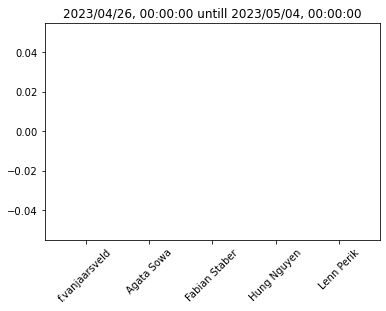 2023/04/26, 00:00:00 untill 2023/05/04, 00:00:00
0.04
0.02
0.00
−0.02
−0.04
f.vanjaarsveld
Agata Sowa
Fabian Staber
Hung Nguyen
Lenn Perik